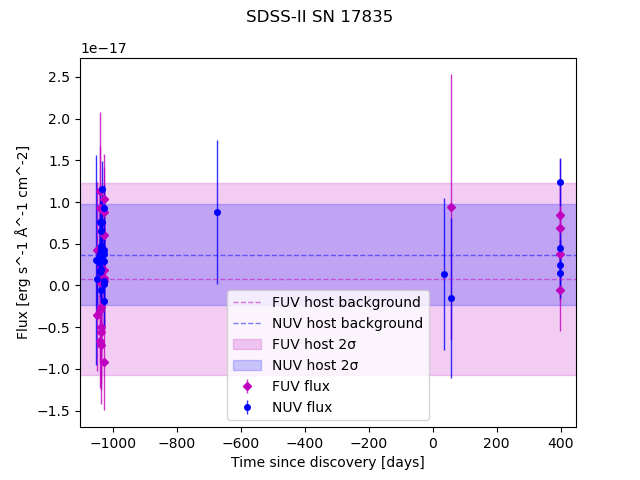 SDSS-II SN 17835
1e−17
2.5
2.0
1.5
1.0
0.5
0.0
−0.5
−1.0
−1.5
Flux [erg s^-1 Å^-1 cm^-2]
FUV host background
NUV host background
FUV host 2σ
NUV host 2σ
FUV flux
NUV flux
−1000 −800 −600 −400 −200 0 200 400
Time since discovery [days]